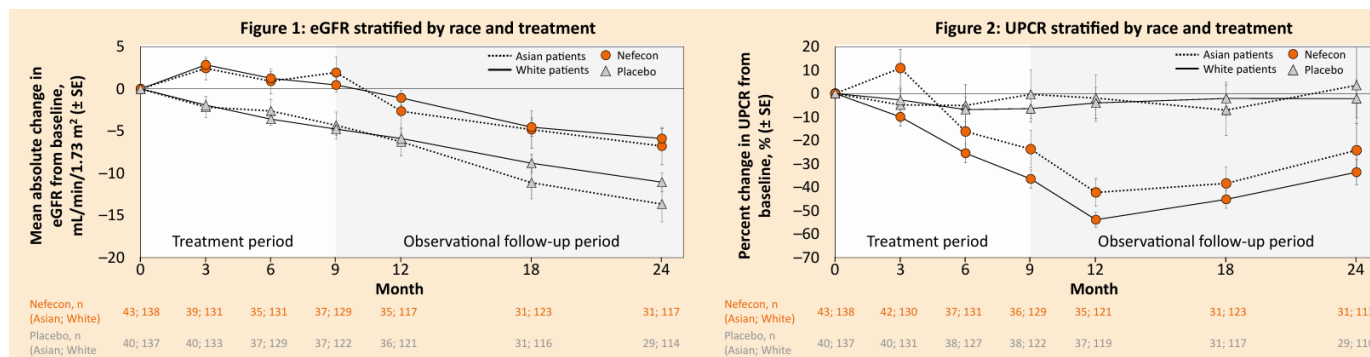 Figure 1: eGFR stratified by race and treatment
Mean absolute change in
eGFR from baseline,
mL/min/1.73 m² (± SE)
5
0
−5
−10
−15
−20
Asian patients
White patients
Nefecon
Placebo
Treatment period
Observational follow-up period
0 3 6 9 12 18 24
Month
Nefecon, n
(Asian; White)
43; 138 39; 131 35; 131 37; 129 35; 117 31; 123 31; 117
Placebo, n
(Asian; White
40; 137 40; 133 37; 129 37; 122 36; 121 31; 116 29; 114
Figure 2: UPCR stratified by race and treatment
Percent change in UPCR from
baseline, % (± SE)
20
10
0
−10
−20
−30
−40
−50
−60
−70
Asian patients
White patients
Nefecon
Placebo
Treatment period
Observational follow-up period
0 3 6 9 12 18 24
Month
Nefecon, n
(Asian; White)
43; 138 42; 130 37; 131 36; 129 35; 121 31; 123 31;
Placebo, n
(Asian; White
40; 137 40; 131 38; 127 38; 122 37; 119 31; 117 29;